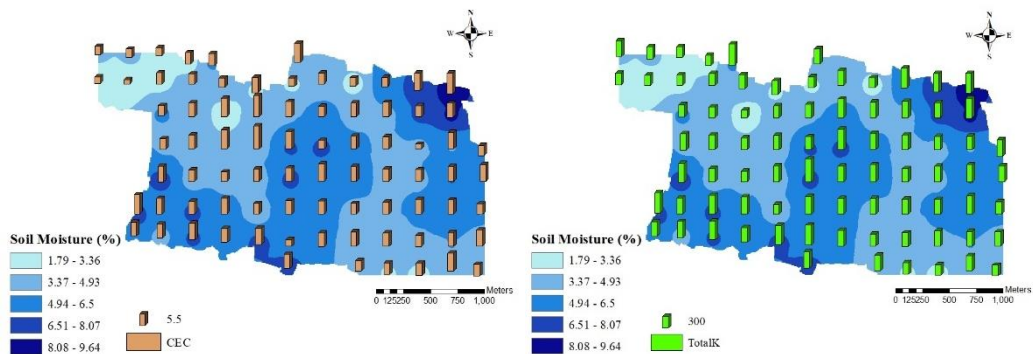 N
W E
S
Soil Moisture (%)
1.79 - 3.36
3.37 - 4.93
4.94 - 6.5
6.51 - 8.07
8.08 - 9.64
5.5
CEC
Meters
0 125250 500 750 1,000
N
W E
S
Soil Moisture (%)
1.79 - 3.36
3.37 - 4.93
4.94 - 6.5
6.51 - 8.07
8.08 - 9.64
300
TotalK
Meters
0 125250 500 750 1,000